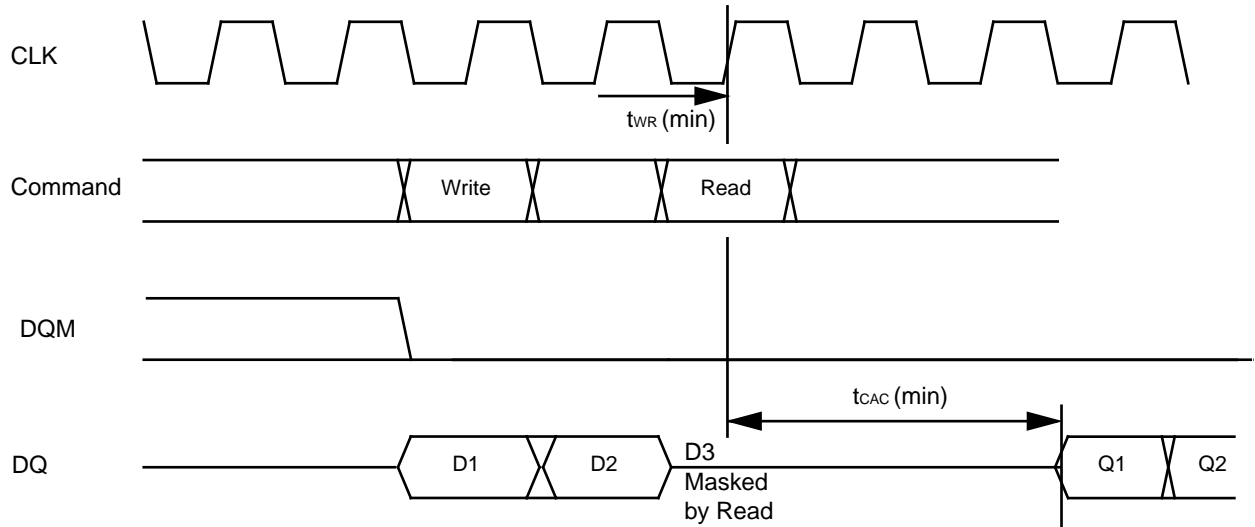 CLK
tWR (min)
Command
Write
Read
DQM
tCAC (min)
DQ
D1
D2
D3
Masked
by Read
Q1
Q2